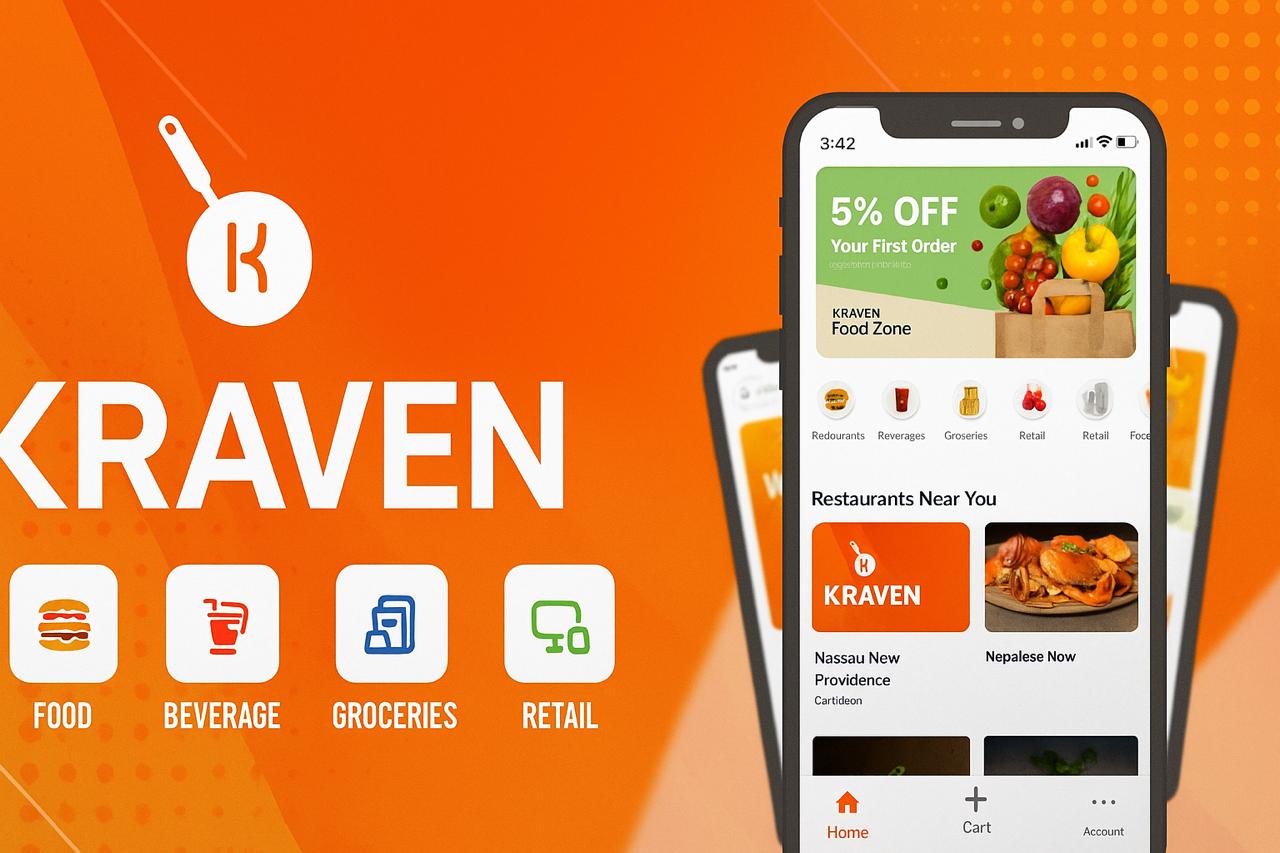 K
KRAVEN
FOOD
BEVERAGE
GROCERIES
RETAIL
3:42
5% OFF
Your First Order
KRAVEN
Food Zone
Redourants
Reverages
Groseries
Retail
Retail
Foce
Restaurants Near You
K
KRAVEN
Nassau New
Providence
Cartideon
Nepalese Now
Home
Cart
Account